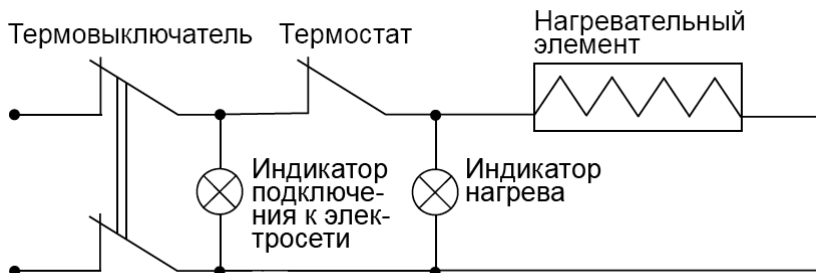 Термовыключатель
Термостат
Нагревательный
элемент
Индикатор
подключе-
ния к элек-
тросети
Индикатор
нагрева